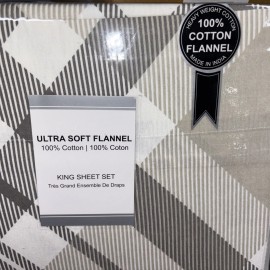 HEAVY WEIGHT COTTON
100%
COTTON
FLANNEL
MADE IN INDIA
ULTRA SOFT FLANNEL
100% Cotton | 100% Coton
KING SHEET SET
Très Grand Ensemble De Draps